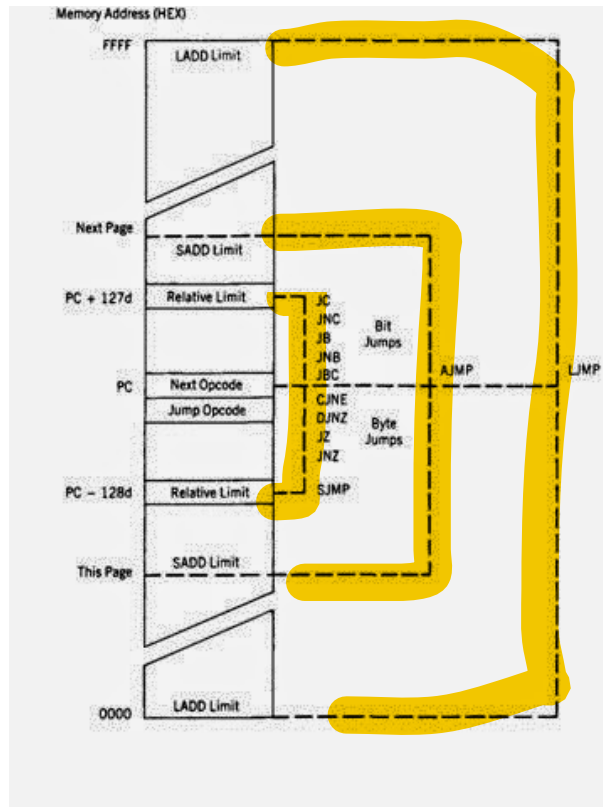 Memory Address (HEX)
FFFF
LADD Limit
Next Page
SADD Limit
PC + 127d
Relative Limit
JC
JNC
Bit
JB
Jumps
JNB
JBC
AJMP
LJMP
PC
Next Opcode
CJNE
Jump Opcode
DJNZ
Byte
JZ
Jumps
JNZ
PC – 128d
Relative Limit
SJMP
SADD Limit
This Page
LADD Limit
0000